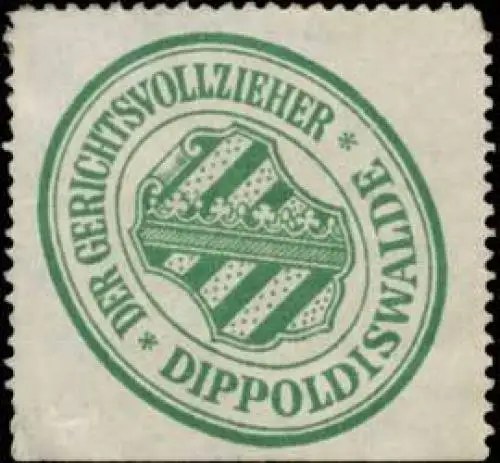 DER GERICHTSVOLLZIEHER
* DIPPOLDISWALDE *